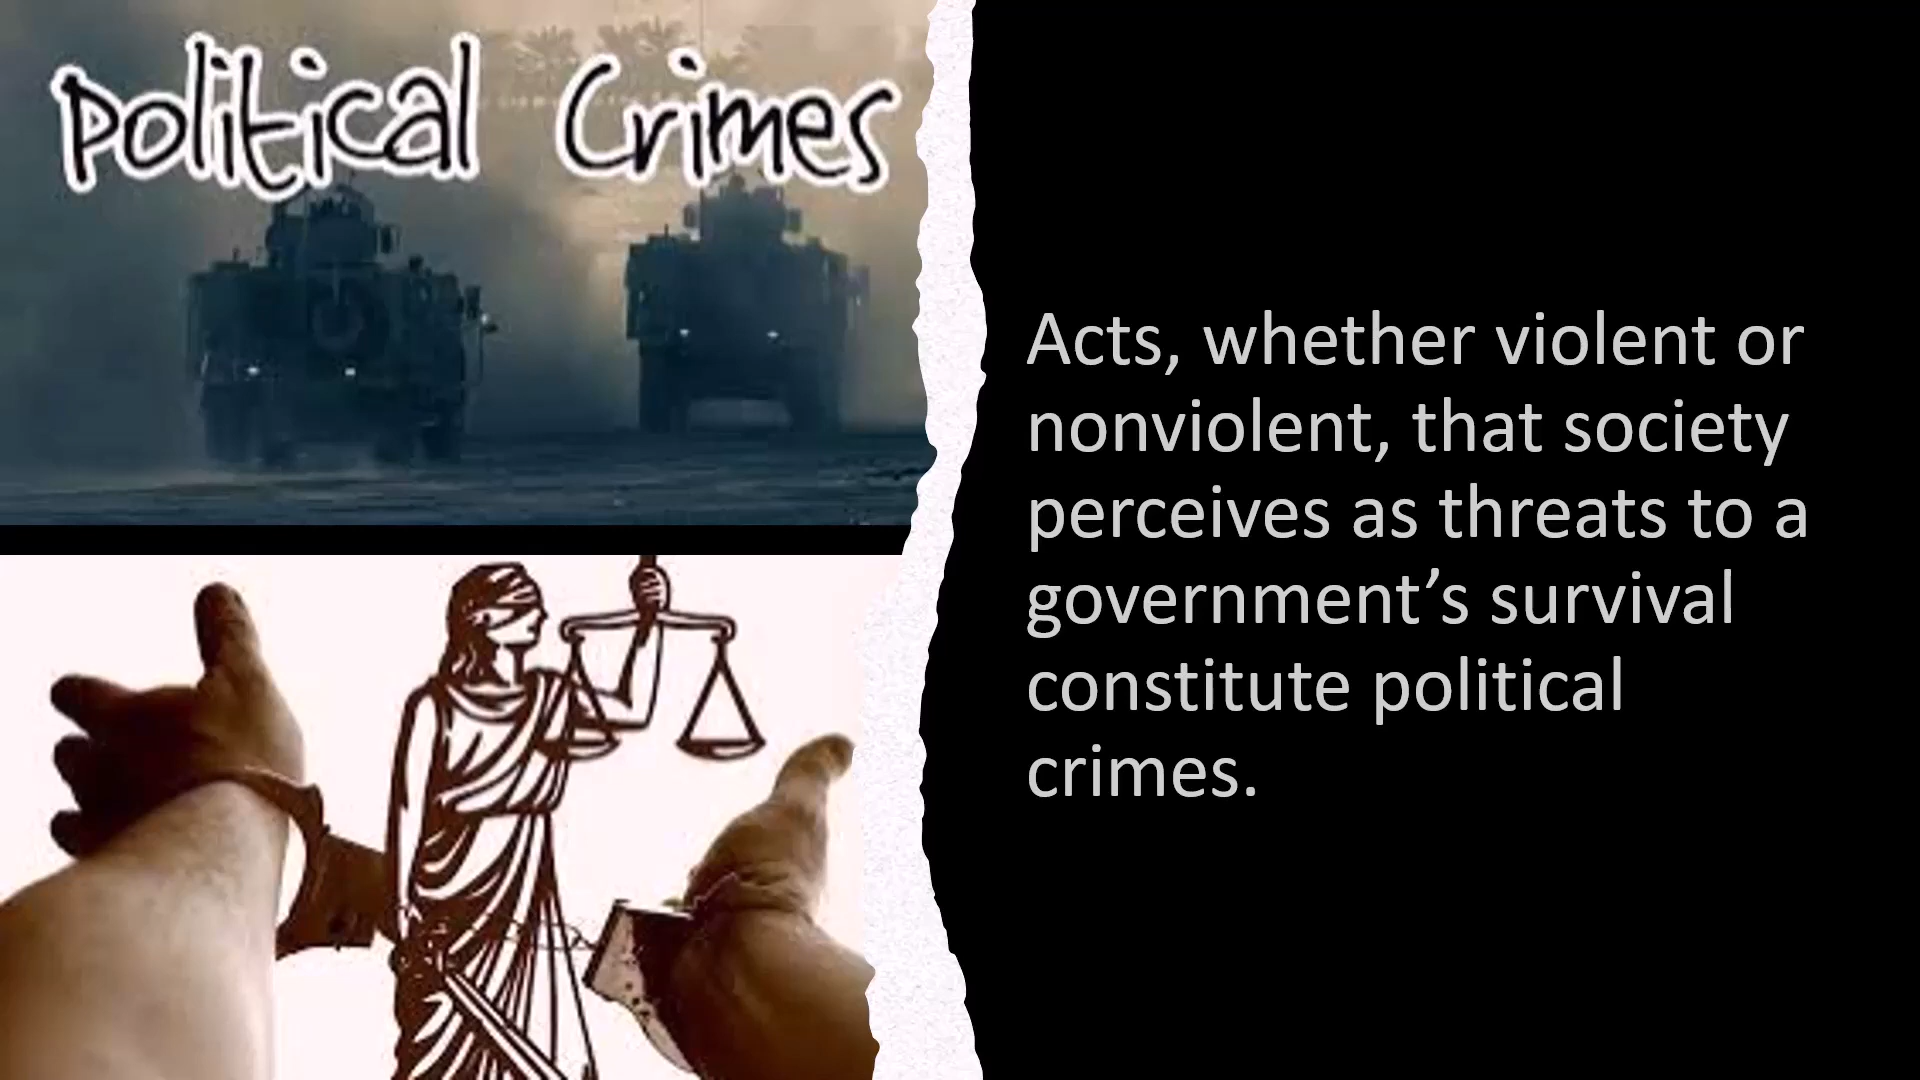 Political Crimes
Acts, whether violent or
nonviolent, that society
perceives as threats to a
government’s survival
constitute political
crimes.